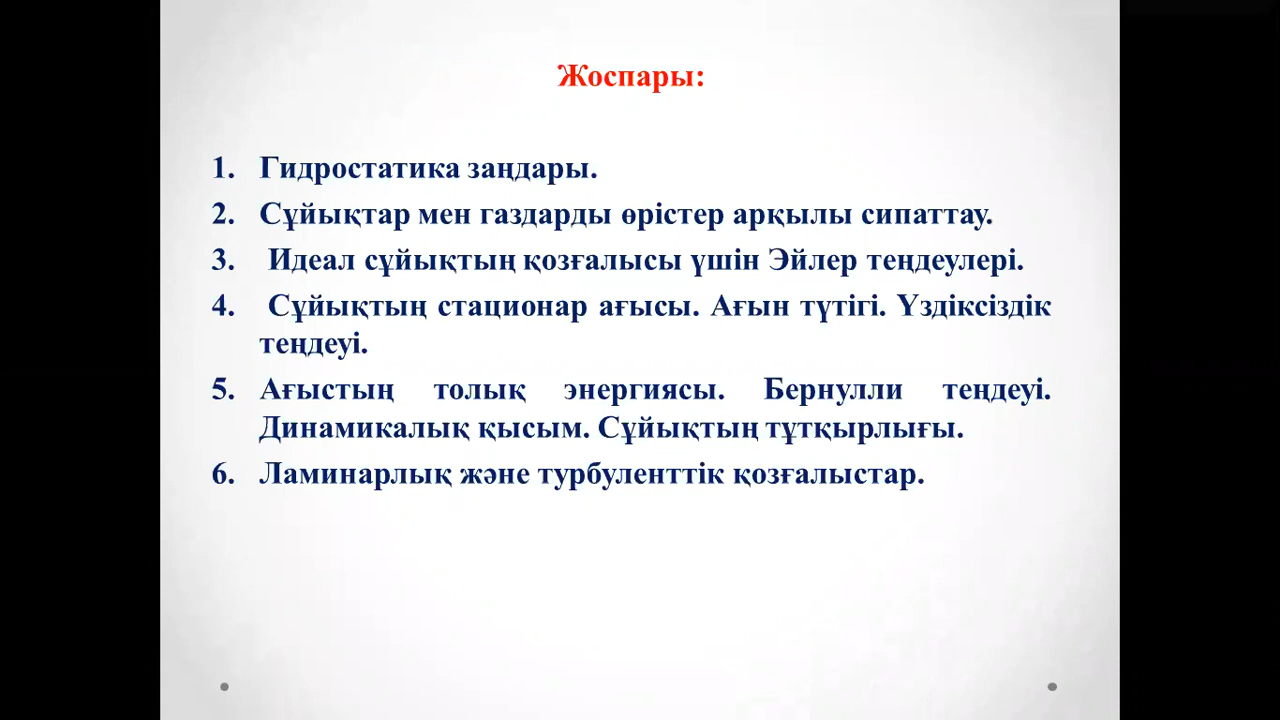 Жоспары:
1. Гидростатика заңдары.
2. Сұйықтар мен газдарды өрістер арқылы сипаттау.
3. Идеал сұйықтың қозғалысы үшін Эйлер теңдеулері.
4. Сұйықтың стационар ағысы. Ағын түтігі. Үздіксіздік
теңдеуі.
5. Ағыстың толық энергиясы. Бернулли теңдеуі.
Динамикалық қысым. Сұйықтың тұтқырлығы.
6. Ламинарлық және турбуленттік қозғалыстар.